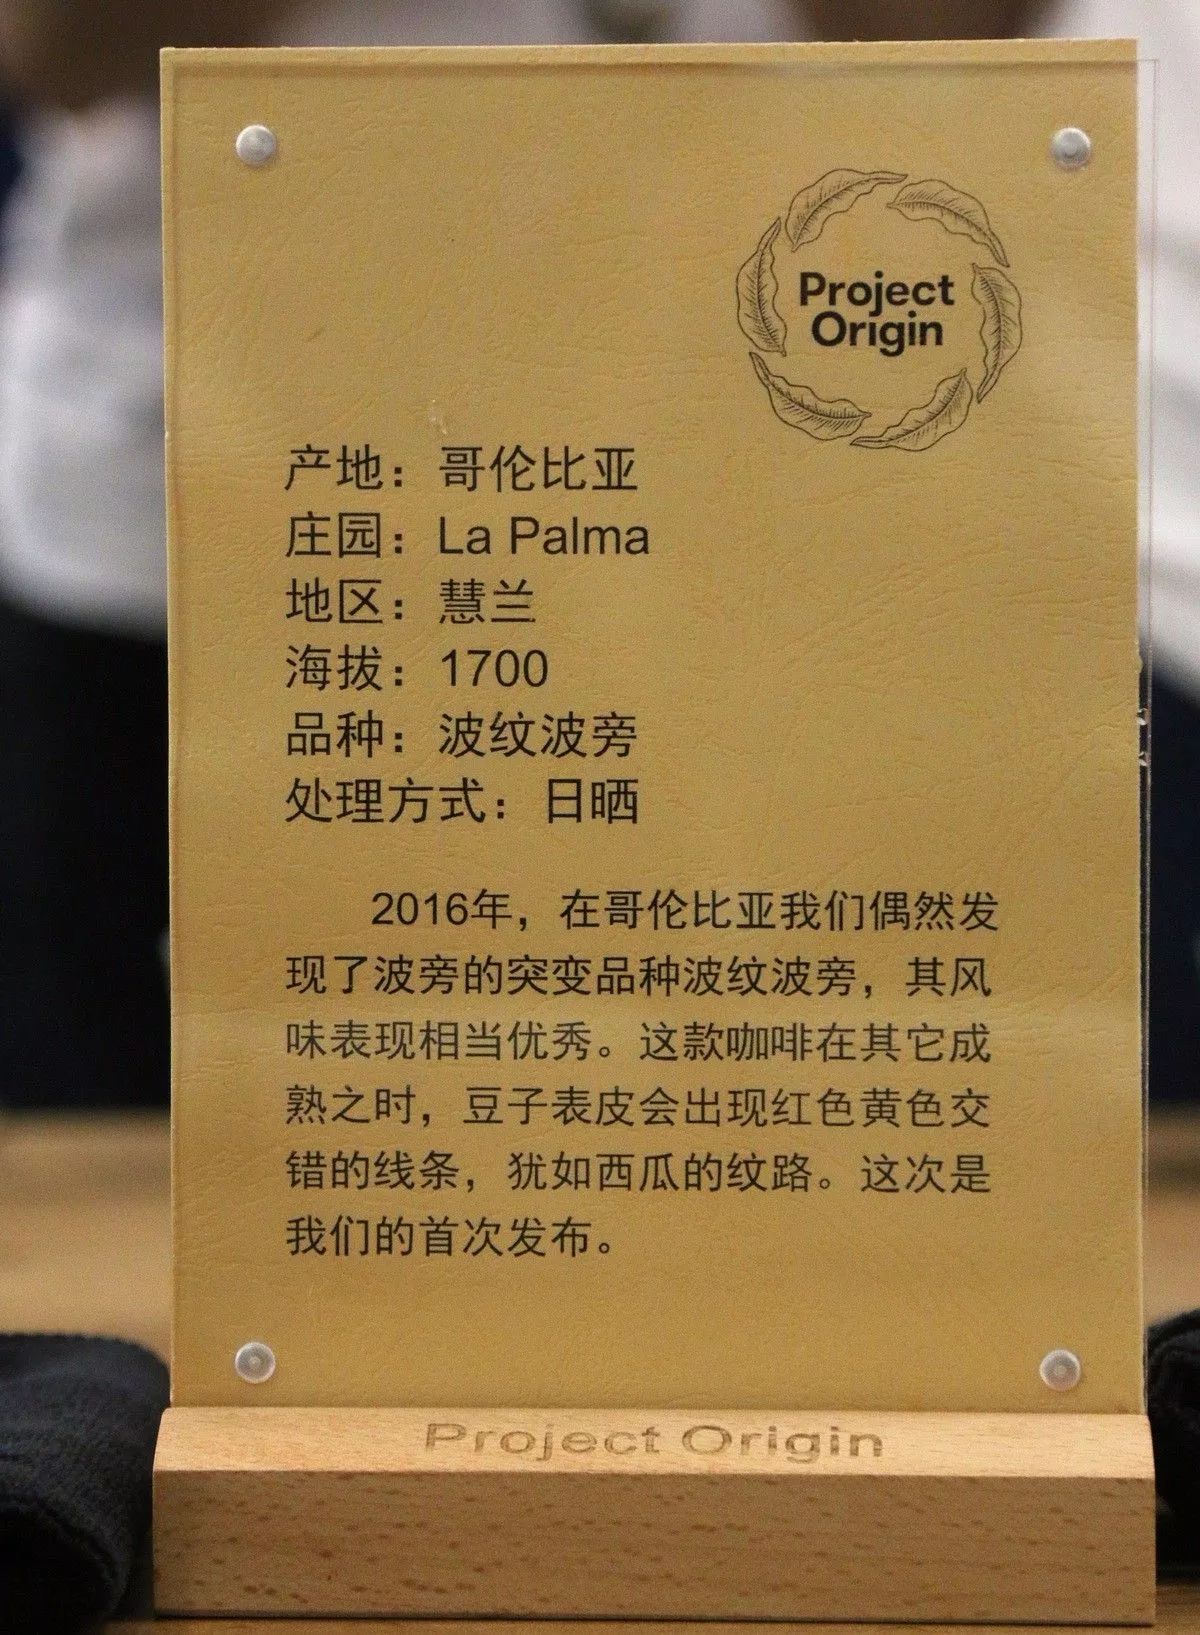 Project
Origin
产地：哥伦比亚
庄园：La Palma
地区：慧兰
海拔：1700
品种：波纹波旁
处理方式：日晒
2016年，在哥伦比亚我们偶然发
现了波旁的突变品种波纹波旁，其风
味表现相当优秀。这款咖啡在其它成
熟之时，豆子表皮会出现红色黄色交
错的线条，犹如西瓜的纹路。这次是
我们的首次发布。
Project Origin